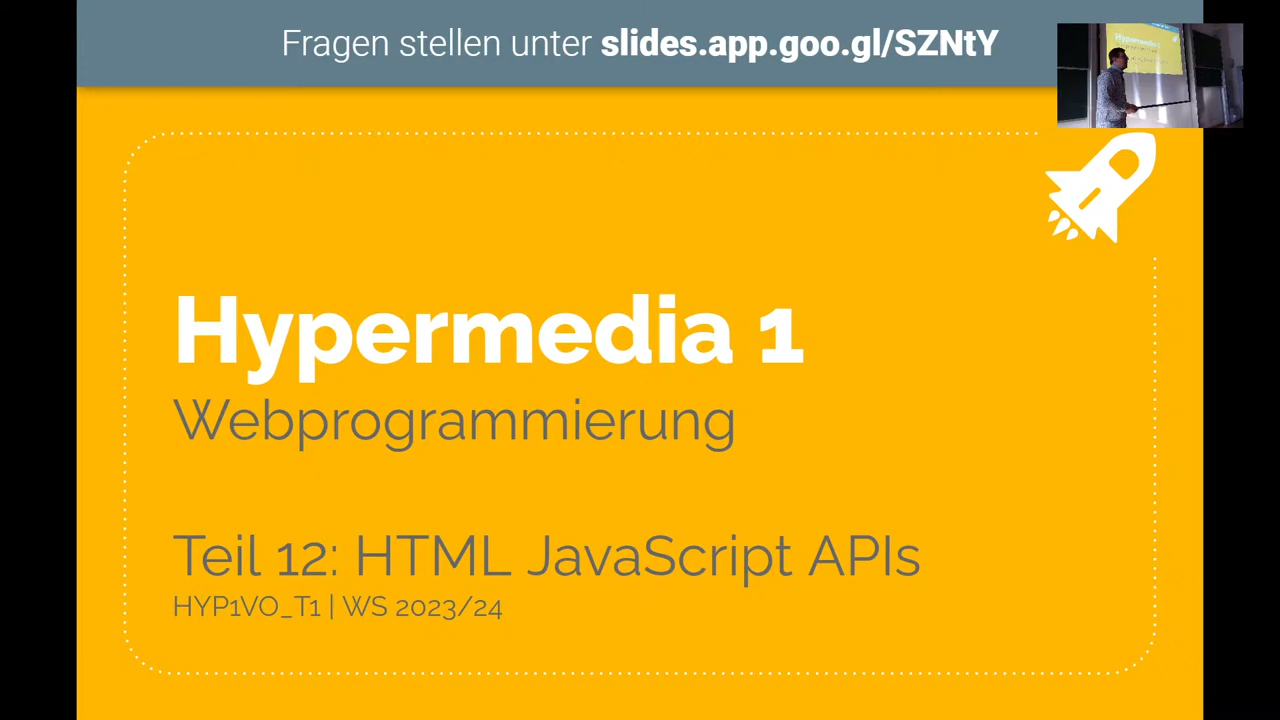 Fragen stellen unter slides.app.goo.gl/SZNtY
Hypermedia 1
Webprogrammierung
Teil 12: HTML JavaScript APIs
HYP1VO_T1 | WS 2023/24